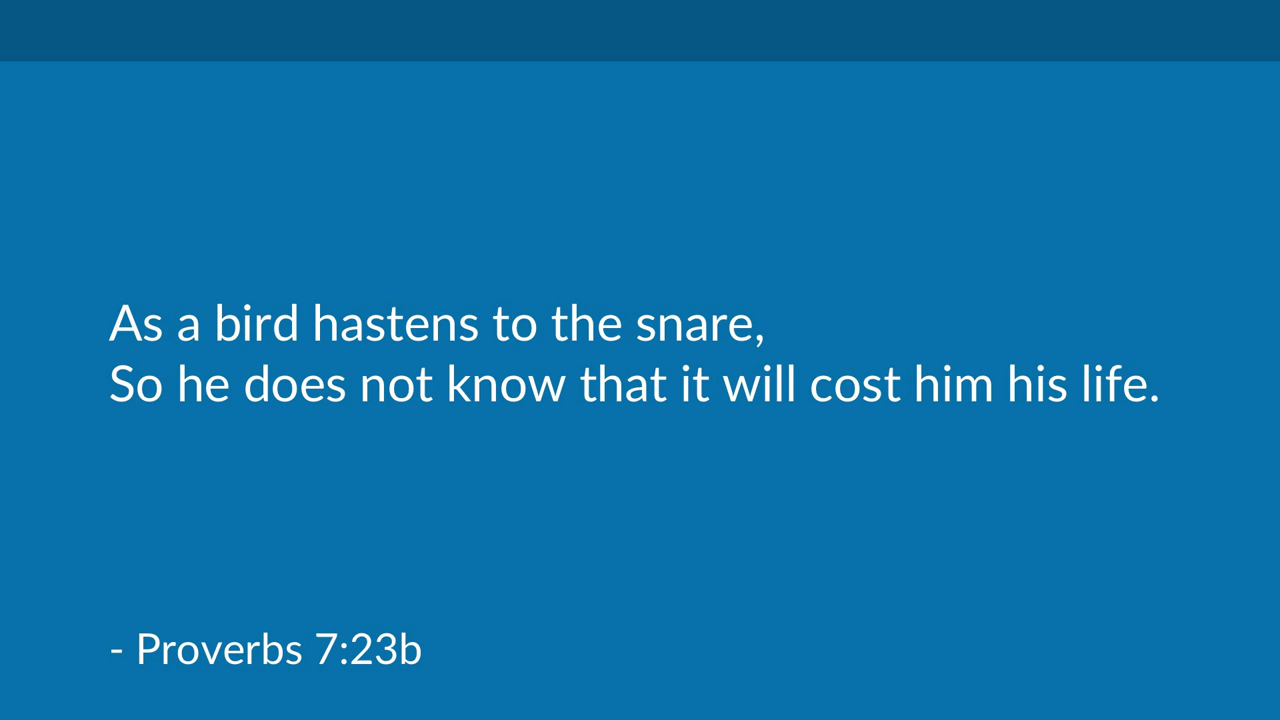 As a bird hastens to the snare,
So he does not know that it will cost him his life.
- Proverbs 7:23b